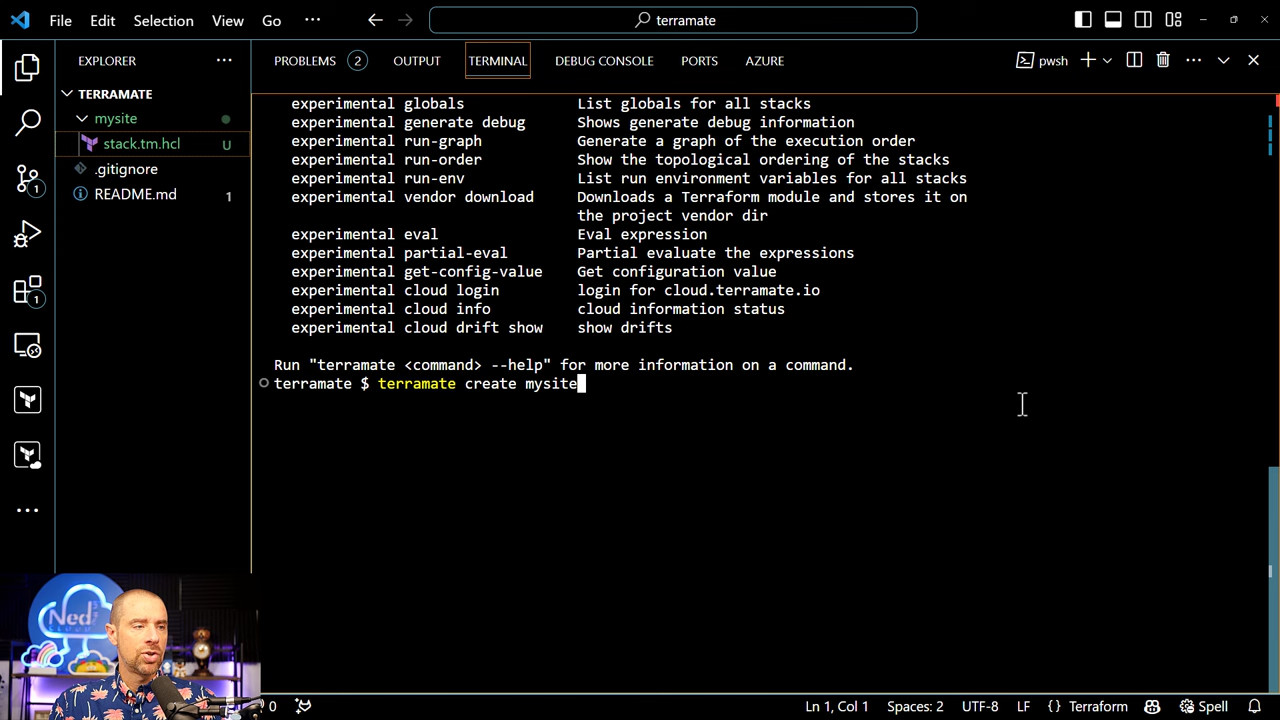 File Edit Selection View Go ··· terramate
EXPLORER ···
TERRAMATE
mysite
stack.tm.hcl U
.gitignore
README.md 1
1
1
PROBLEMS 2 OUTPUT TERMINAL DEBUG CONSOLE PORTS AZURE pwsh
experimental globals List globals for all stacks
experimental generate debug Shows generate debug information
experimental run-graph Generate a graph of the execution order
experimental run-order Show the topological ordering of the stacks
experimental run-env List run environment variables for all stacks
experimental vendor download Downloads a Terraform module and stores it on
the project vendor dir
experimental eval Eval expression
experimental partial-eval Partial evaluate the expressions
experimental get-config-value Get configuration value
experimental cloud login login for cloud.terramate.io
experimental cloud info cloud information status
experimental cloud drift show show drifts
Run "terramate <command> --help" for more information on a command.
terramate $ terramate create mysite
Ned
0
Ln 1, Col 1 Spaces: 2 UTF-8 LF {} Terraform Spell